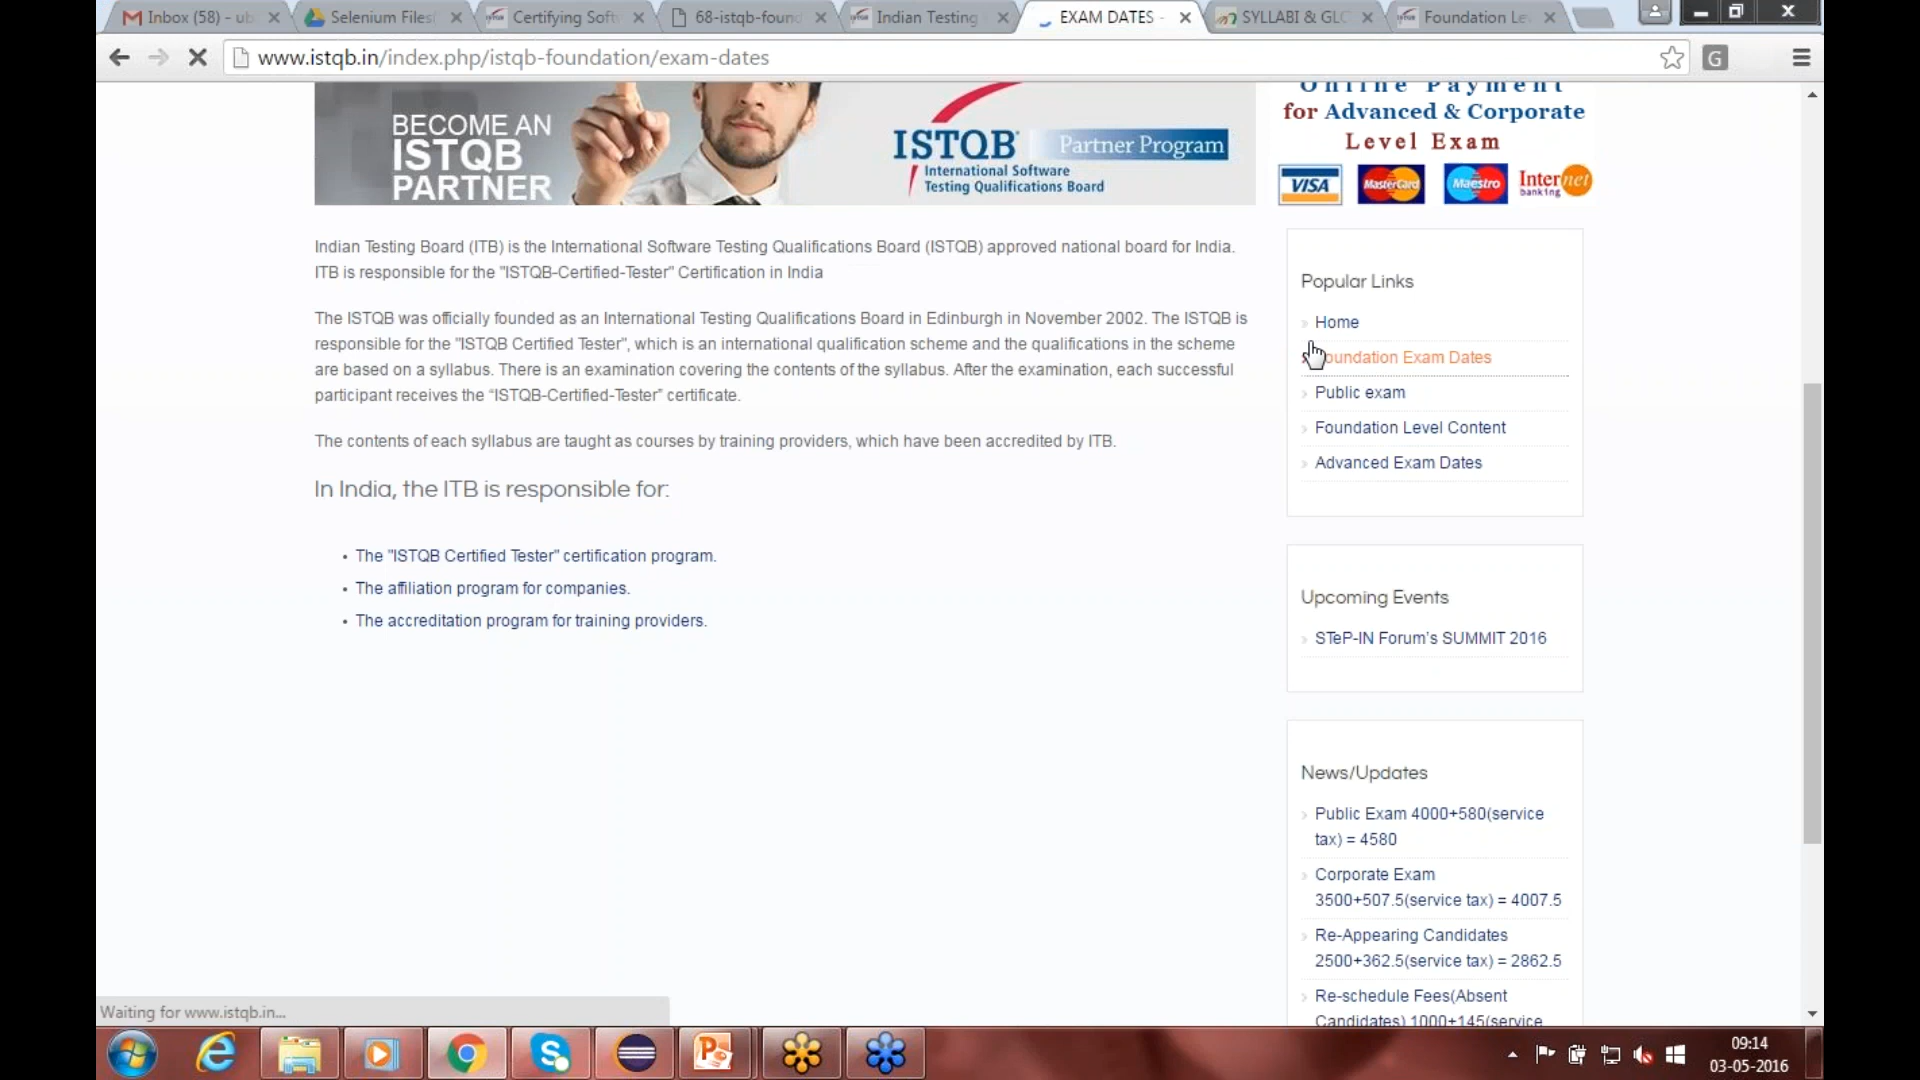 Inbox (58) - ub
Selenium Files
Certifying Soft
68-istqb-found
Indian Testing
EXAM DATES -
SYLLABI & GLO
Foundation Le
www.istqb.in/index.php/istqb-foundation/exam-dates
G
BECOME AN
ISTQB
PARTNER
ISTQB
Partner Program
International Software
Testing Qualifications Board
Online Payment
for Advanced & Corporate
Level Exam
VISA
MasterCard
Maestro
Internet
banking
Indian Testing Board (ITB) is the International Software Testing Qualifications Board (ISTQB) approved national board for India.
ITB is responsible for the "ISTQB-Certified-Tester" Certification in India
The ISTQB was officially founded as an International Testing Qualifications Board in Edinburgh in November 2002. The ISTQB is
responsible for the "ISTQB Certified Tester", which is an international qualification scheme and the qualifications in the scheme
are based on a syllabus. There is an examination covering the contents of the syllabus. After the examination, each successful
participant receives the “ISTQB-Certified-Tester” certificate.
The contents of each syllabus are taught as courses by training providers, which have been accredited by ITB.
In India, the ITB is responsible for:
• The "ISTQB Certified Tester" certification program.
• The affiliation program for companies.
• The accreditation program for training providers.
Popular Links
Home
Foundation Exam Dates
Public exam
Foundation Level Content
Advanced Exam Dates
Upcoming Events
STeP-IN Forum's SUMMIT 2016
News/Updates
Public Exam 4000+580(service
tax) = 4580
Corporate Exam
3500+507.5(service tax) = 4007.5
Re-Appearing Candidates
2500+362.5(service tax) = 2862.5
Re-schedule Fees(Absent
Candidates) 1000+145(service
Waiting for www.istqb.in...
09:14
03-05-2016